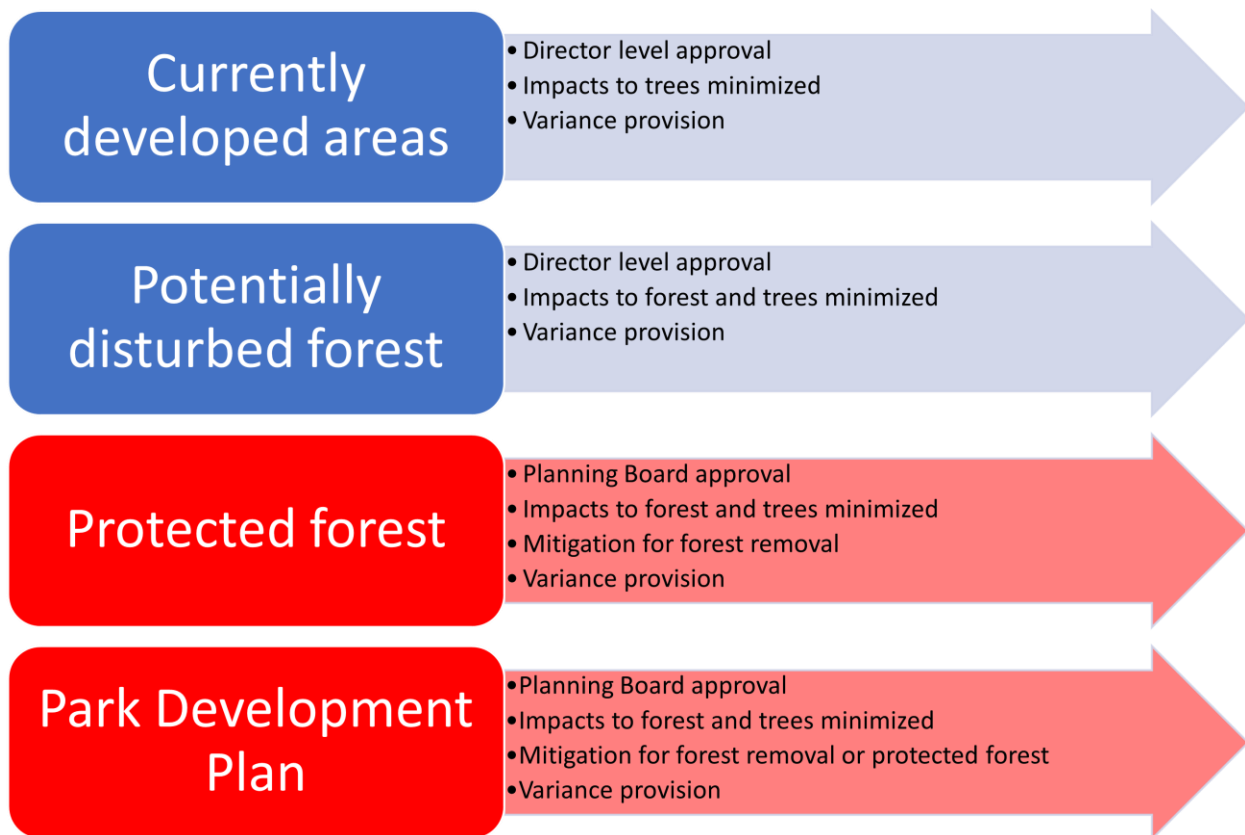 Currently
developed areas
• Director level approval
• Impacts to trees minimized
• Variance provision
Potentially
disturbed forest
• Director level approval
• Impacts to forest and trees minimized
• Variance provision
Protected forest
• Planning Board approval
• Impacts to forest and trees minimized
• Mitigation for forest removal
• Variance provision
Park Development
Plan
•Planning Board approval
•Impacts to forest and trees minimized
•Mitigation for forest removal or protected forest
•Variance provision